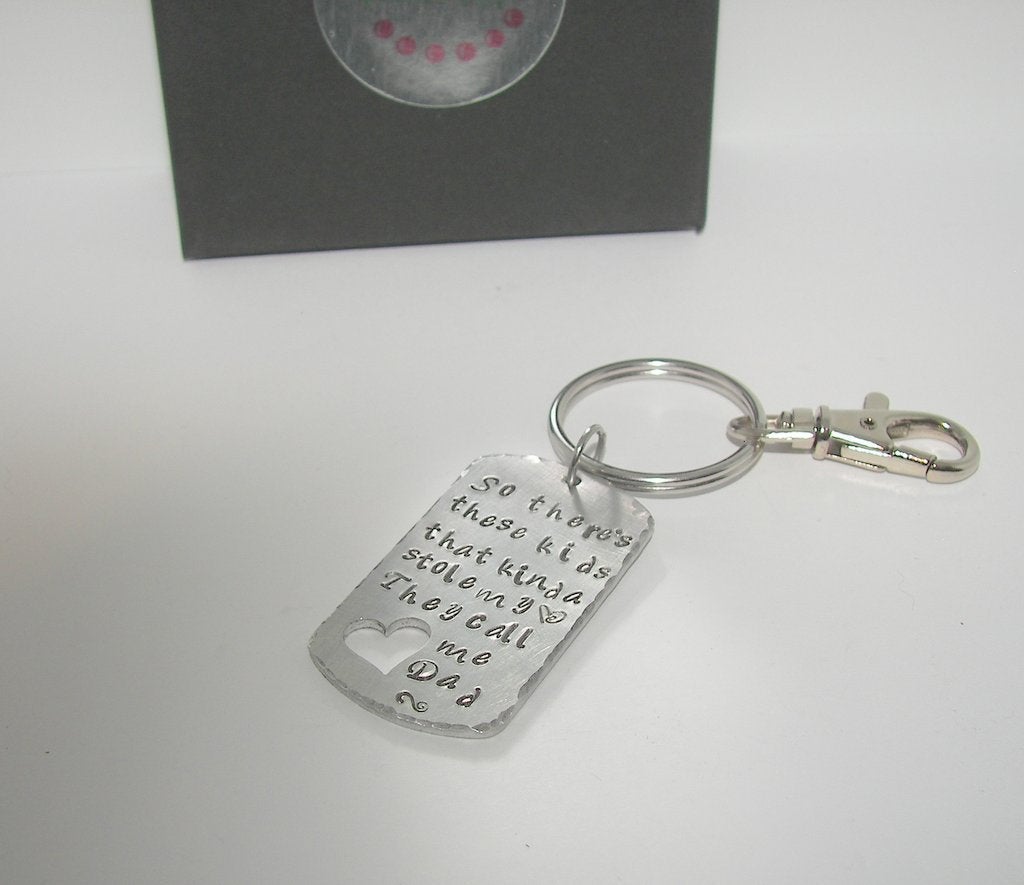 So there's
these kids
that kinda
stole my
They call
me
Dad